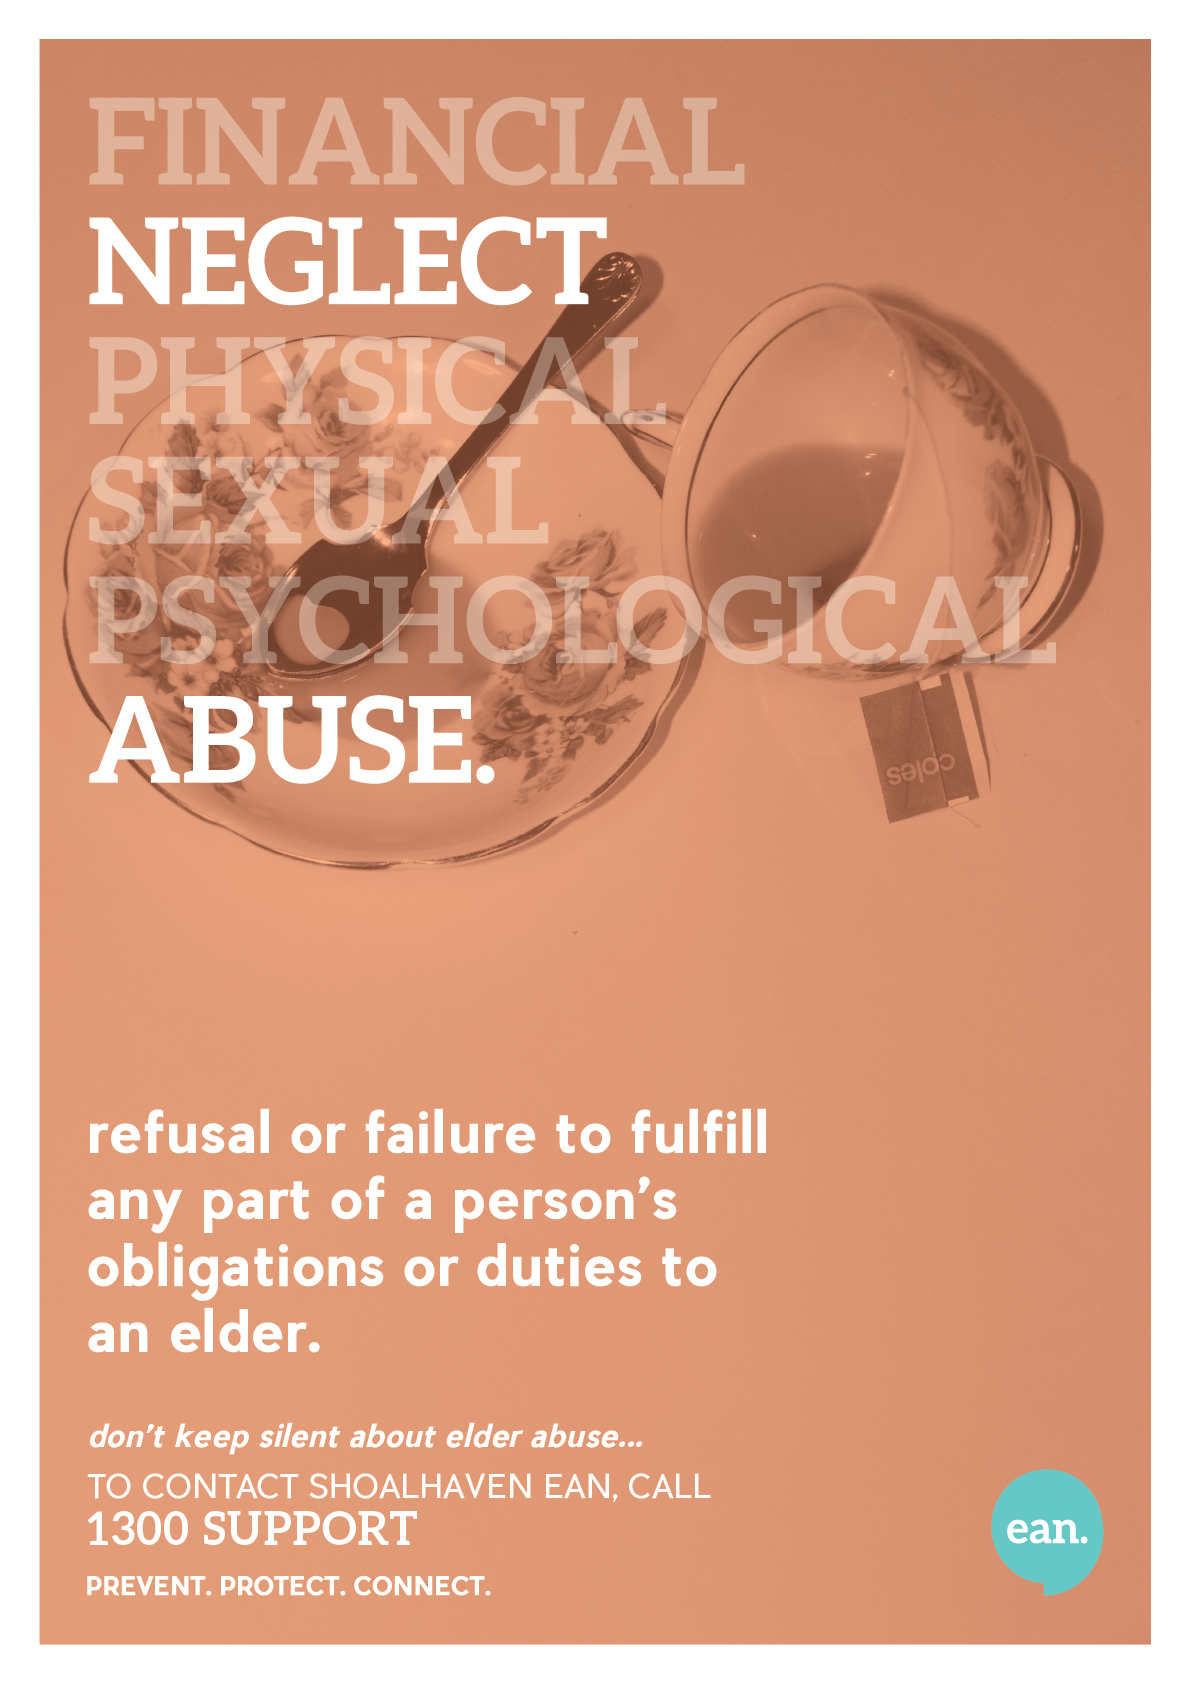 FINANCIAL
NEGLECT
PHYSICAL
SEXUAL
PSYCHOLOGICAL
ABUSE.
coles
refusal or failure to fulfill
any part of a person's
obligations or duties to
an elder.
don't keep silent about elder abuse...
TO CONTACT SHOALHAVEN EAN, CALL
1300 SUPPORT
PREVENT. PROTECT. CONNECT.
ean.